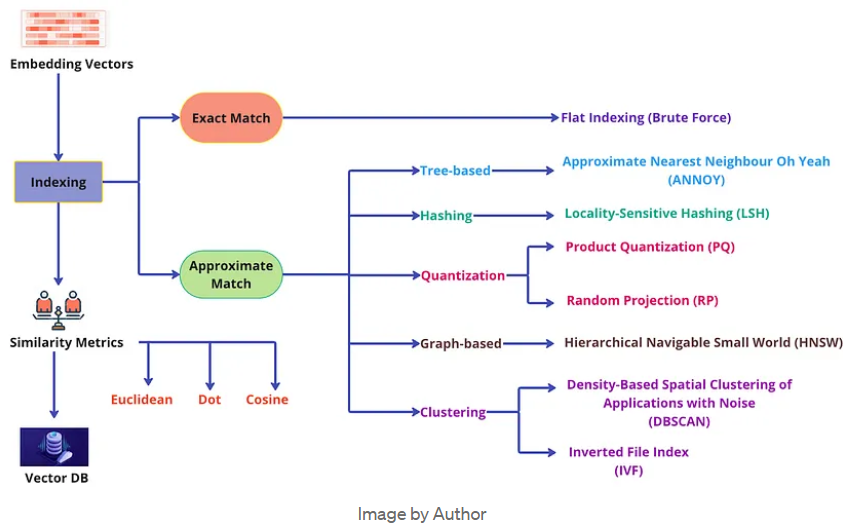 Embedding Vectors
Exact Match
Flat Indexing (Brute Force)
Indexing
Tree-based
Approximate Nearest Neighbour Oh Yeah
(ANNOY)
Hashing
Locality-Sensitive Hashing (LSH)
Approximate
Match
Quantization
Product Quantization (PQ)
Random Projection (RP)
Graph-based
Hierarchical Navigable Small World (HNSW)
Clustering
Density-Based Spatial Clustering of
Applications with Noise
(DBSCAN)
Inverted File Index
(IVF)
Similarity Metrics
Euclidean
Dot
Cosine
Vector DB
Image by Author